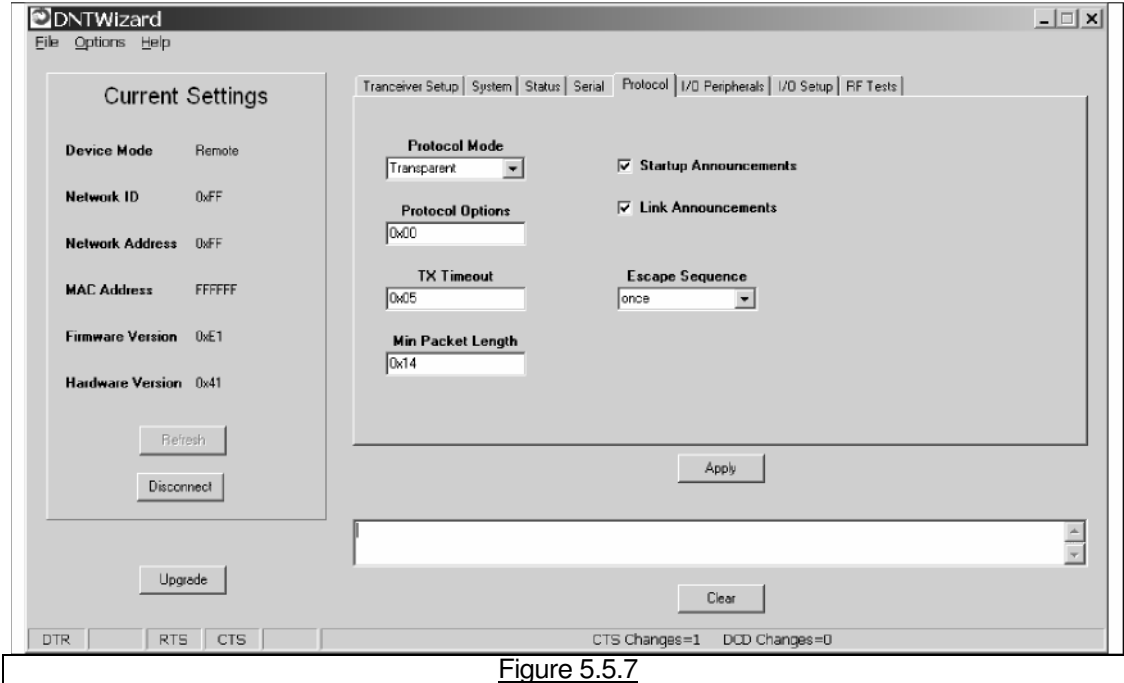 DNTWizard
File Options Help
Current Settings
Device Mode Remote
Network ID 0xFF
Network Address 0xFF
MAC Address FFFFFF
Firmware Version 0xE1
Hardware Version 0x41
Refresh
Disconnect
Upgrade
Tranceiver Setup System Status Serial Protocol I/O Peripherals I/O Setup RF Tests
Protocol Mode
Transparent
Startup Announcements
Protocol Options
0x00
Link Announcements
TX Timeout
0x05
Escape Sequence
once
Min Packet Length
0x14
Apply
Clear
DTR RTS CTS CTS Changes=1 DCD Changes=0
Figure 5.5.7